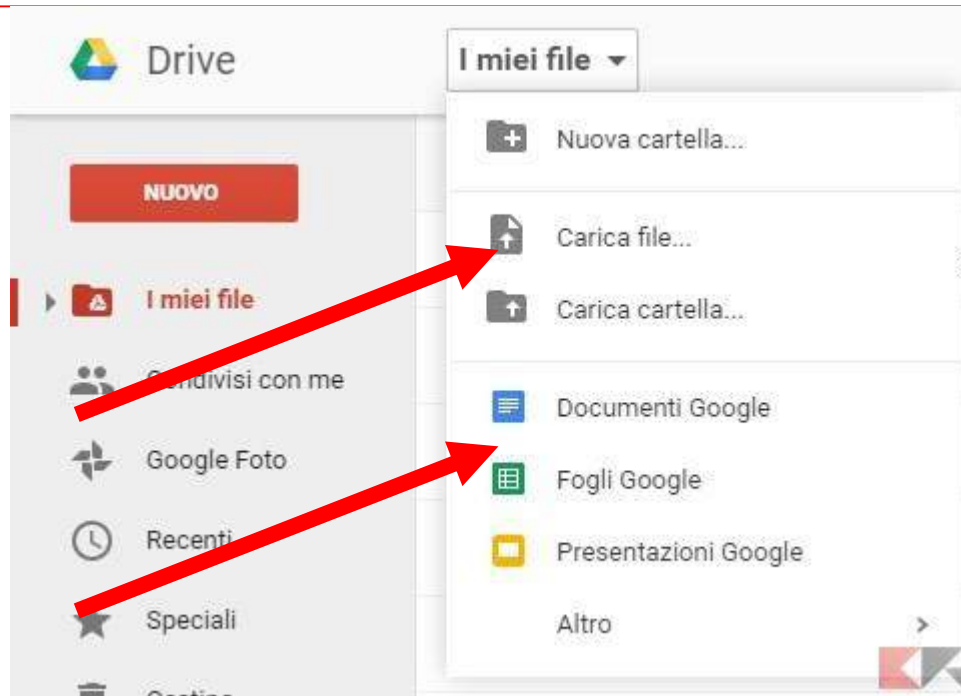 Drive
I miei file
NUOVO
I miei file
Condivisi con me
Google Foto
Recenti
Speciali
Nuova cartella...
Carica file...
Carica cartella...
Documenti Google
Fogli Google
Presentazioni Google
Altro